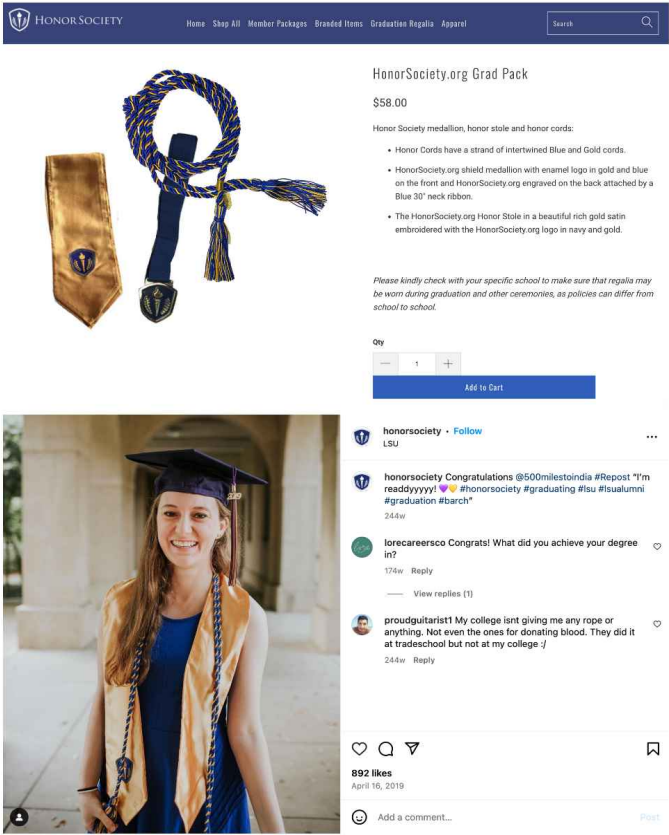 HONOR SOCIETY
Home Shop All Member Packages Branded Items Graduation Regalia Apparel
Search
HonorSociety.org Grad Pack
$58.00
Honor Society medallion, honor stole and honor cords:
• Honor Cords have a strand of intertwined Blue and Gold cords.
• HonorSociety.org shield medallion with enamel logo in gold and blue
on the front and HonorSociety.org engraved on the back attached by a
Blue 30" neck ribbon.
• The HonorSociety.org Honor Stole in a beautiful rich gold satin
embroidered with the HonorSociety.org logo in navy and gold.
Please kindly check with your specific school to make sure that regalia may
be worn during graduation and other ceremonies, as policies can differ from
school to school.
Qty
1
Add to Cart
honorsociety • Follow
LSU
honorsociety Congratulations @500milestoindia #Repost “I’m
readdyyyyy! 💜💛 #honorsociety #graduating #lsu #lsualumni
#graduation #barch”
244w
lorecareersco Congrats! What did you achieve your degree
in?
174w Reply
View replies (1)
proudguitarist1 My college isnt giving me any rope or
anything. Not even the ones for donating blood. They did it
at tradeschool but not at my college :/
244w Reply
892 likes
April 16, 2019
Add a comment...
Post